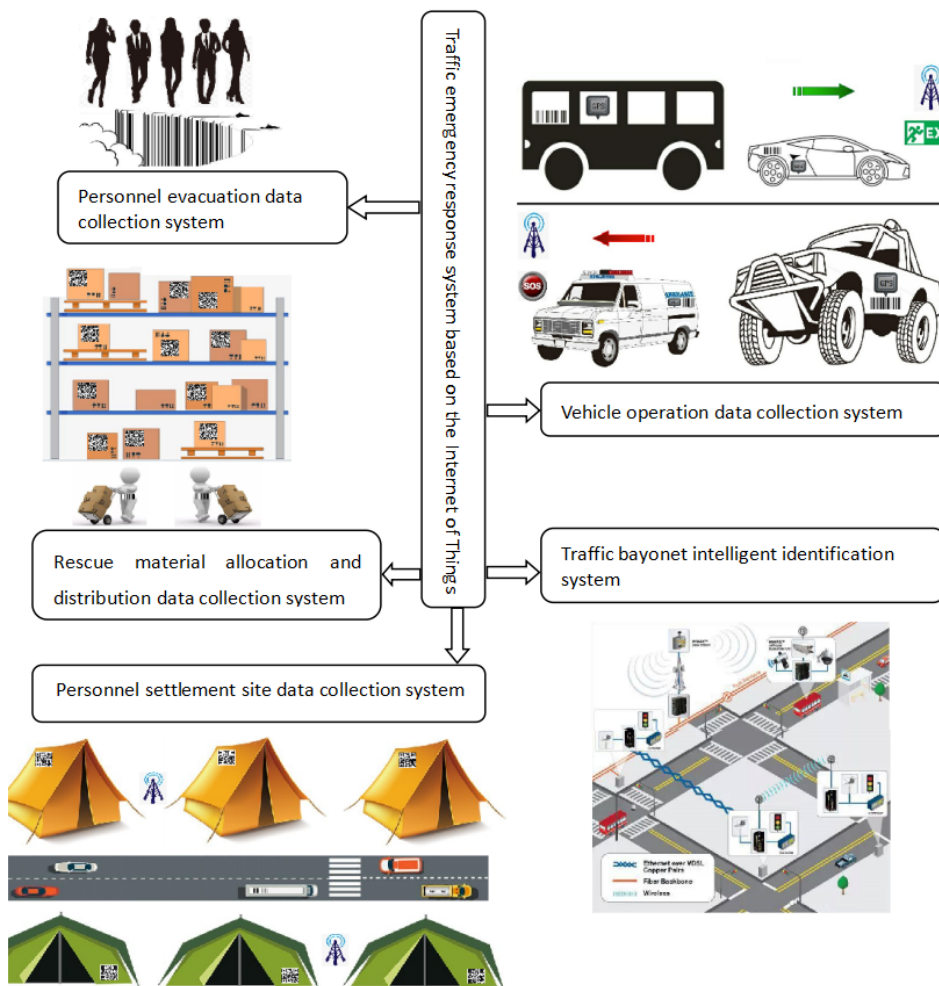 Traffic emergency response system based on the Internet of Things
GPS
EX
Personnel evacuation data
collection system
SOS
AMBULANCE
GPS
Vehicle operation data collection system
Rescue material allocation and
distribution data collection system
Traffic bayonet intelligent identification
system
Personnel settlement site data collection system
Ethernet over VDSL
Copper Pairs
Fiber Backbone
Wireless